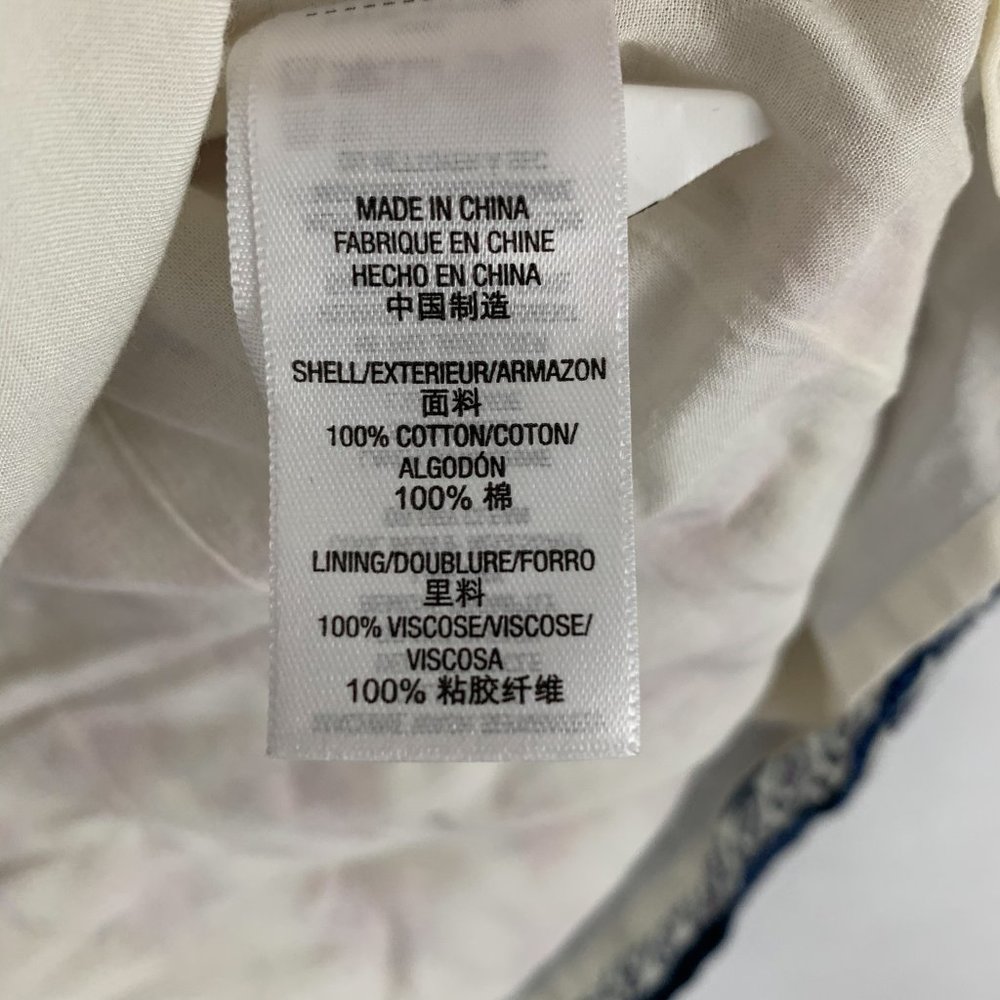 MADE IN CHINA
FABRIQUE EN CHINE
HECHO EN CHINA
中国制造
SHELL/EXTERIEUR/ARMAZON
面料
100% COTTON/COTON/
ALGODÓN
100% 棉
LINING/DOUBLURE/FORRO
里料
100% VISCOSE/VISCOSE/
VISCOSA
100% 粘胶纤维